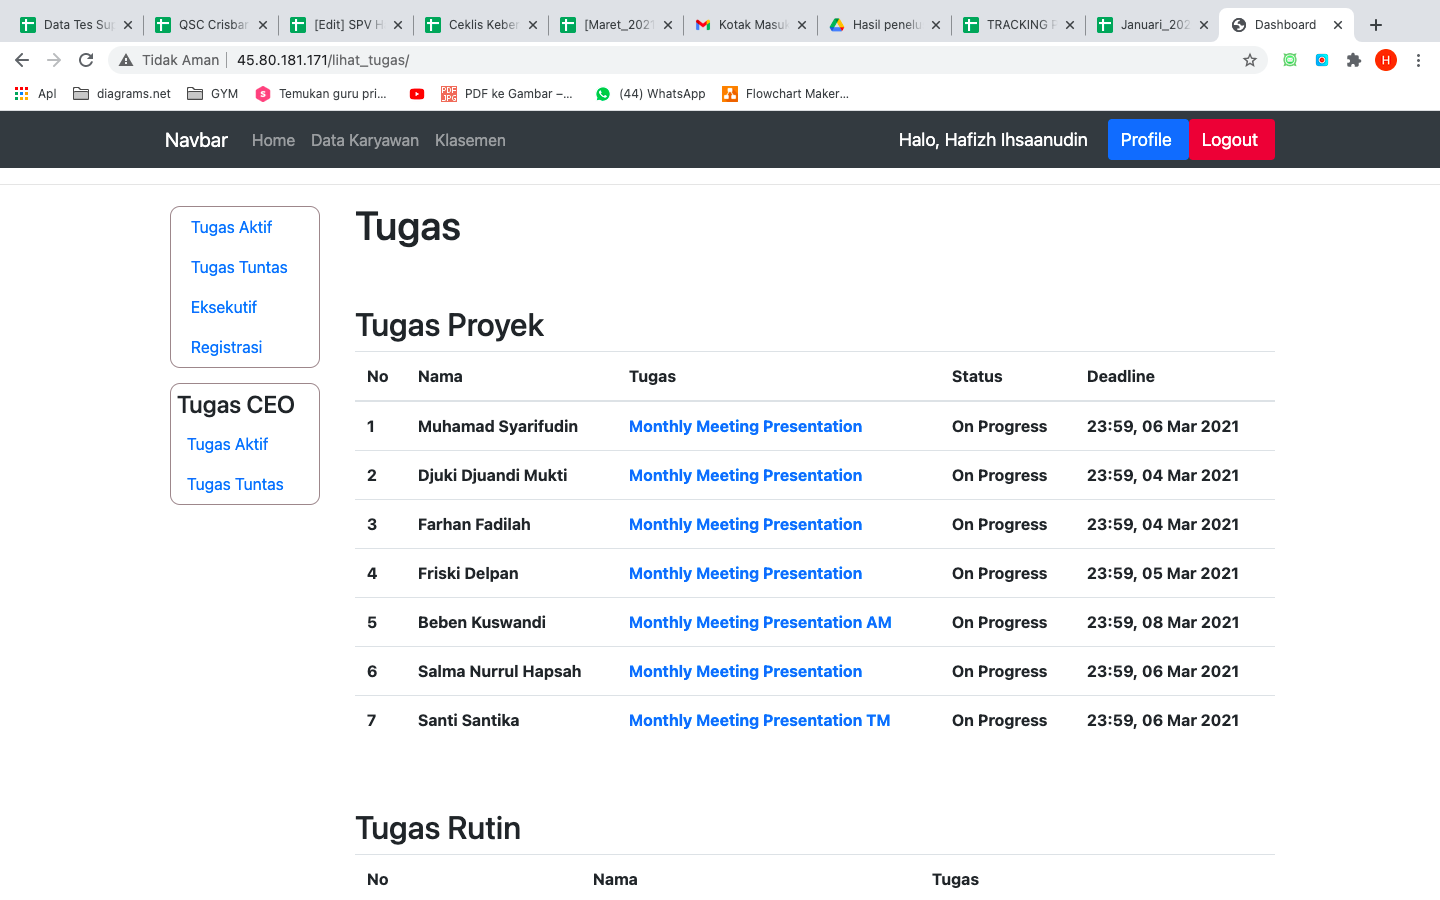 Data Tes Sup
QSC Crisbar
[Edit] SPV H
Ceklis Keber
[Maret_2021
Kotak Masuk
Hasil penelu
TRACKING P
Januari_202
Dashboard
Tidak Aman
45.80.181.171/lihat_tugas/
H
Apl
diagrams.net
GYM
Temukan guru pri...
PDF ke Gambar –...
(44) WhatsApp
Flowchart Maker...
Navbar
Home
Data Karyawan
Klasemen
Halo, Hafizh Ihsaanudin
Profile
Logout
Tugas Aktif
Tugas Tuntas
Eksekutif
Registrasi
Tugas CEO
Tugas Aktif
Tugas Tuntas
Tugas
Tugas Proyek
No Nama Tugas Status Deadline
1 Muhamad Syarifudin Monthly Meeting Presentation On Progress 23:59, 06 Mar 2021
2 Djuki Djuandi Mukti Monthly Meeting Presentation On Progress 23:59, 04 Mar 2021
3 Farhan Fadilah Monthly Meeting Presentation On Progress 23:59, 04 Mar 2021
4 Friski Delpan Monthly Meeting Presentation On Progress 23:59, 05 Mar 2021
5 Beben Kuswandi Monthly Meeting Presentation AM On Progress 23:59, 08 Mar 2021
6 Salma Nurrul Hapsah Monthly Meeting Presentation On Progress 23:59, 06 Mar 2021
7 Santi Santika Monthly Meeting Presentation TM On Progress 23:59, 06 Mar 2021
Tugas Rutin
No Nama Tugas